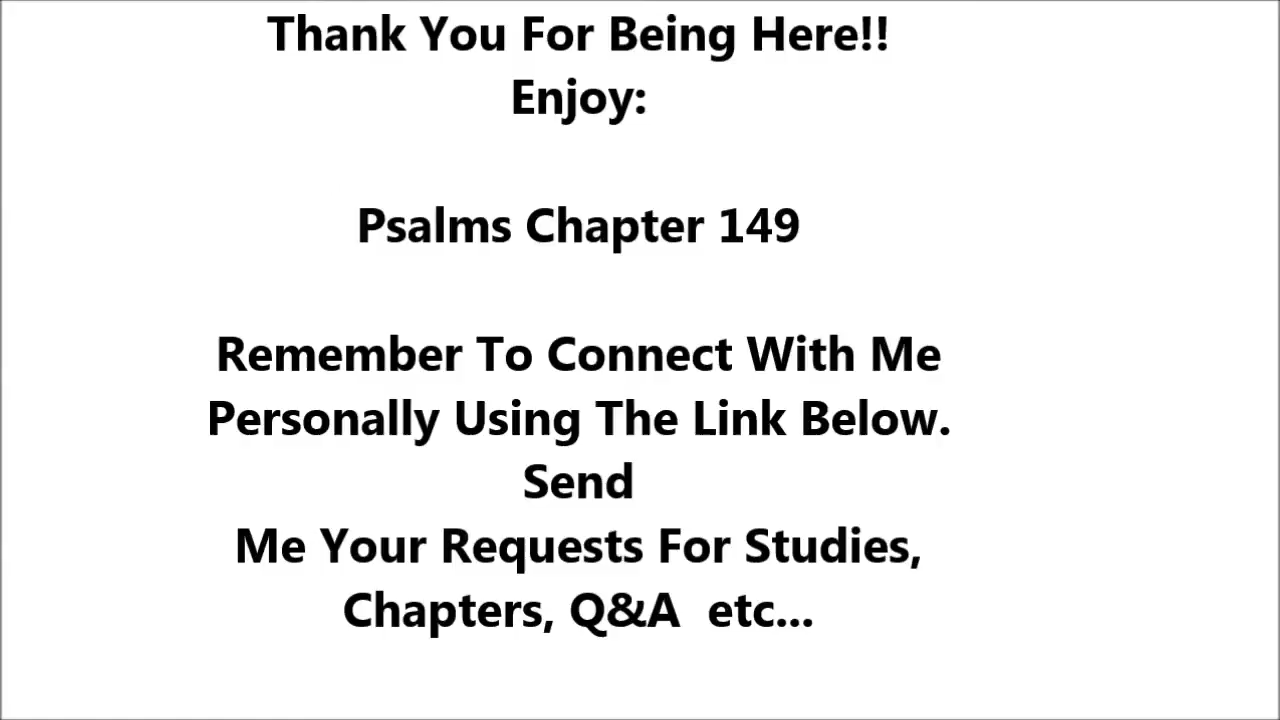 Thank You For Being Here!!
Enjoy:
Psalms Chapter 149
Remember To Connect With Me
Personally Using The Link Below.
Send
Me Your Requests For Studies,
Chapters, Q&A  etc...